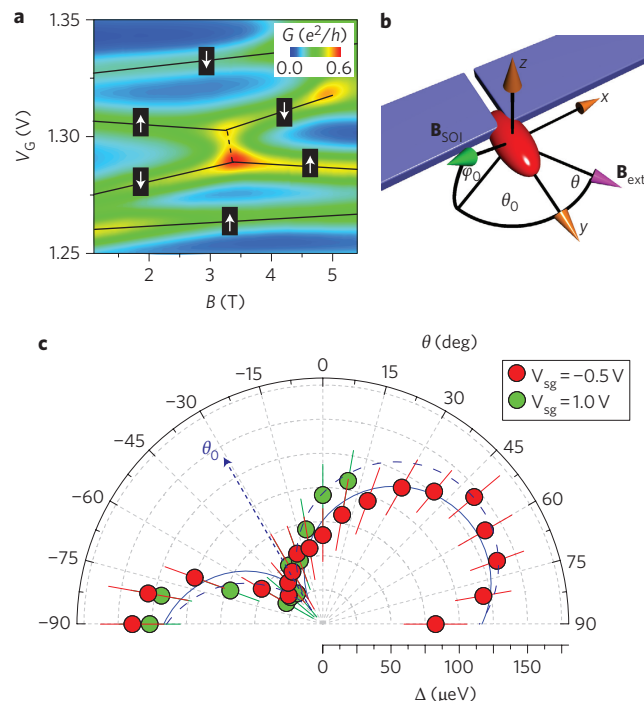 a
G (e²/h)
0.0 0.6
1.35
1.30
1.25
V_G (V)
2 3 4 5
B (T)
↓
↑
↓
↓
↑
↑
b
z
x
B_SOI
B_ext
φ₀
θ
θ₀
y
c
θ (deg)
V_sg = −0.5 V
V_sg = 1.0 V
−90
−75
−60
−45
−30
−15
0
15
30
45
60
75
90
θ₀
0 50 100 150
Δ (μeV)